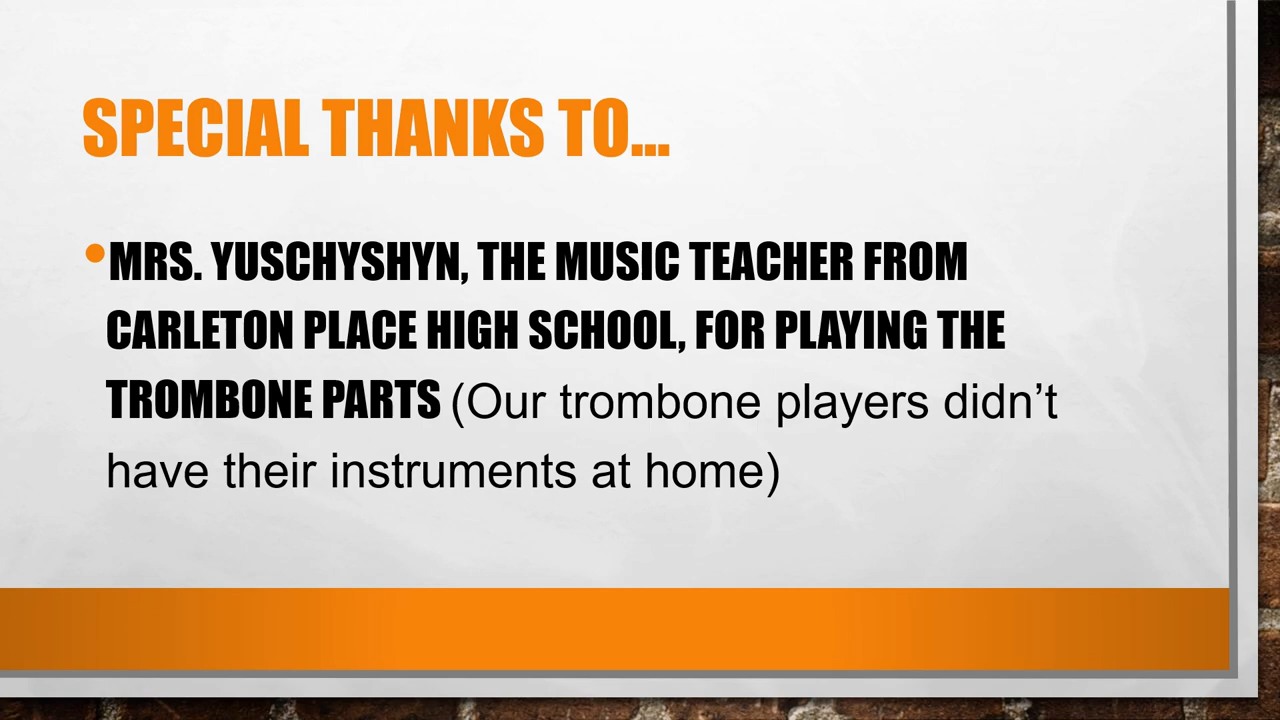 SPECIAL THANKS TO...
•MRS. YUSCHYSHYN, THE MUSIC TEACHER FROM
CARLETON PLACE HIGH SCHOOL, FOR PLAYING THE
TROMBONE PARTS (Our trombone players didn’t
have their instruments at home)